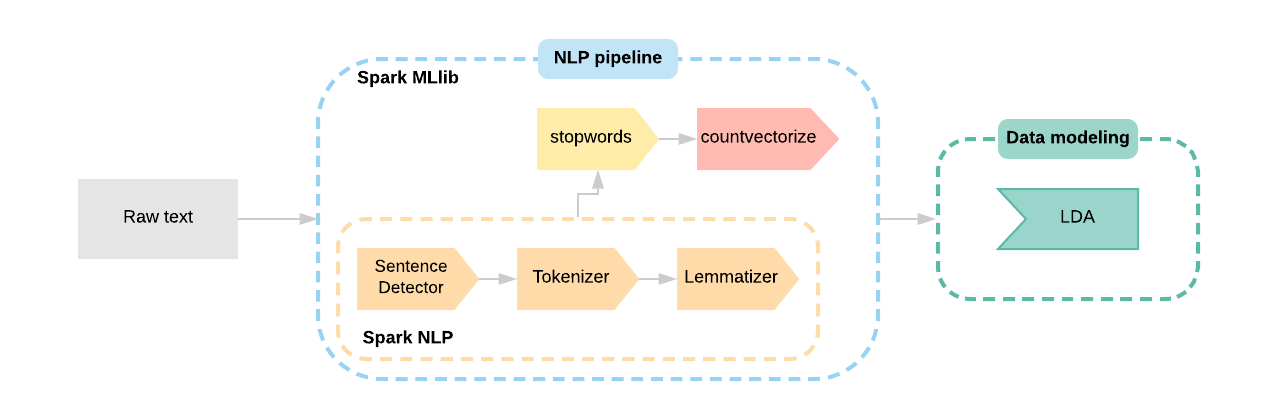 NLP pipeline
Spark MLlib
stopwords
countvectorize
Data modeling
Raw text
LDA
Sentence
Detector
Tokenizer
Lemmatizer
Spark NLP